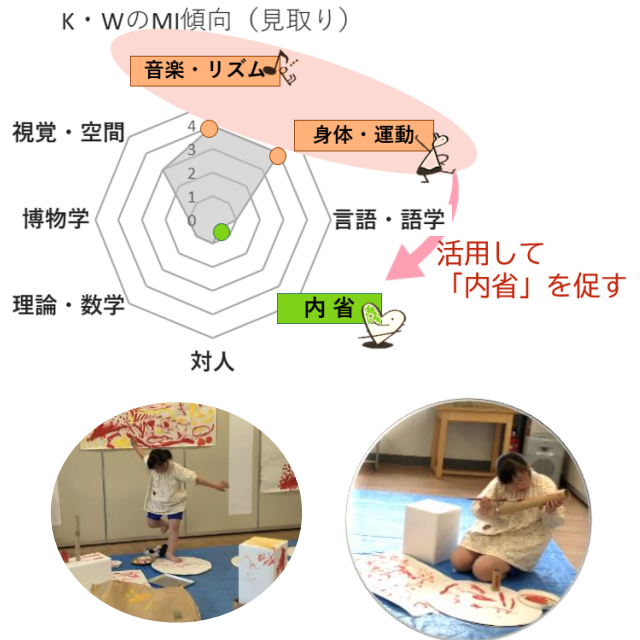 K・WのMI傾向（見取り）
音楽・リズム
身体・運動
視覚・空間
4
3
2
1
0
博物学
言語・語学
活用して
「内省」を促す
理論・数学
内省
対人